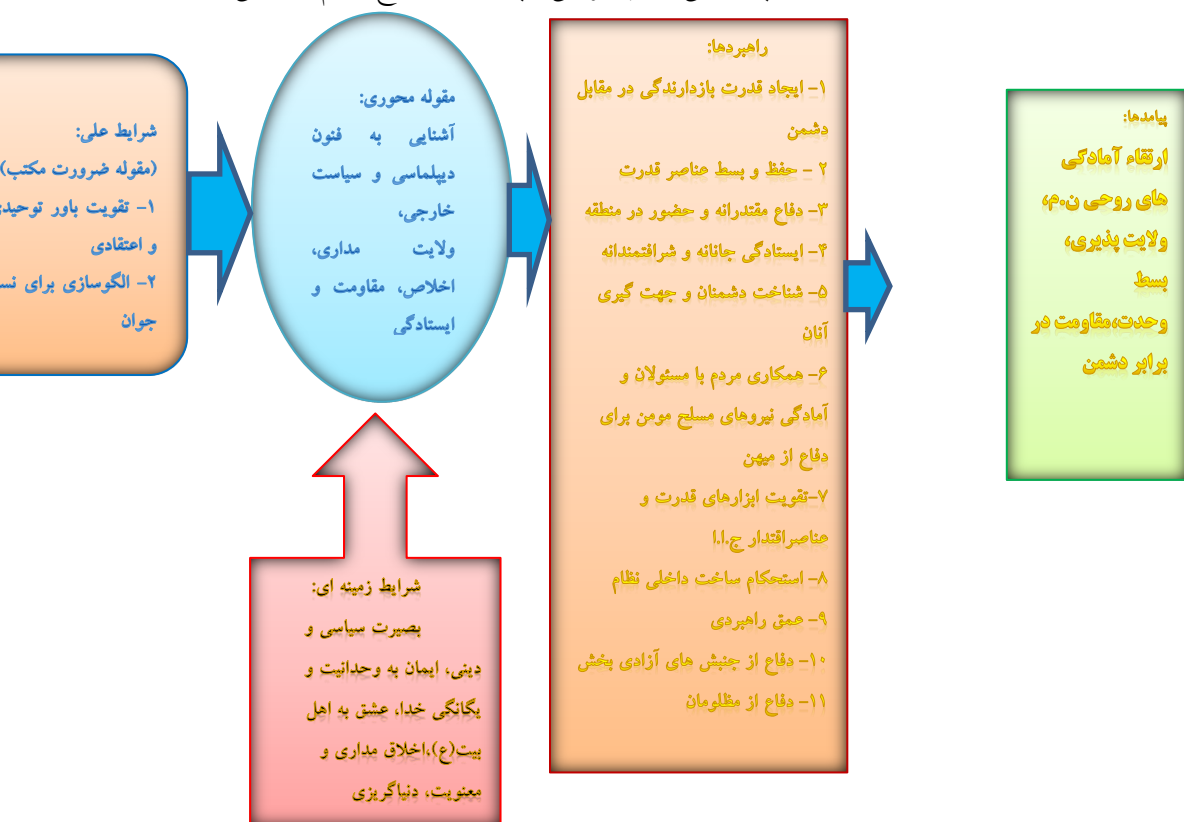 شرایط علی:
(مقوله ضرورت مکتب)
۱- تقویت باور توحیدی
و اعتقادی
۲- الگوسازی برای
جوان
مقوله محوری:
آشنایی به فنون
دیپلماسی و سیاست
خارجی،
ولایت مداری،
اخلاص، مقاومت و
ایستادگی
شرایط زمینه ای:
بصیرت سیاسی و
دینی، ایمان به وحدانیت و
یگانگی خدا، عشق به اهل
بیت(ع)،اخلاق مداری و
معنویت، دنیاگریزی
راهبردها:
۱- ایجاد قدرت بازدارندگی در مقابل
دشمن
۲ - حفظ و بسط عناصر قدرت
۳- دفاع مقتدرانه و حضور در منطقه
۴- ایستادگی جانانه و شرافتمندانه
۵- شناخت دشمنان و جهت گیری
آنان
۶- همکاری مردم با مسئولان و
آمادگی نیروهای مسلح مومن برای
دفاع از میهن
۷-تقویت ابزارهای قدرت و
عناصراقتدار ج.ا.ا
۸- استحکام ساخت داخلی نظام
۹- عمق راهبردی
۱۰- دفاع از جنبش های آزادی بخش
۱۱- دفاع از مظلومان
پیامدها:
ارتقاء آمادگی
های روحی ن.م،
ولایت پذیری،
بسط
وحدت،مقاومت در
برابر دشمن